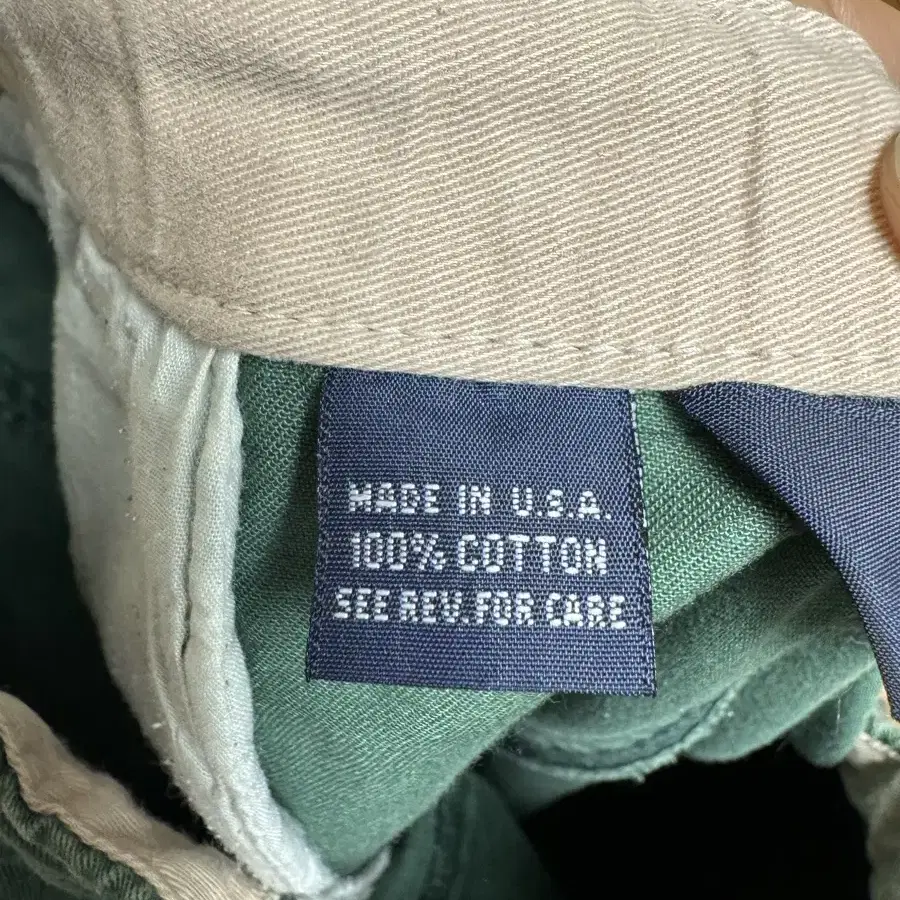 MADE IN U.S.A.
100% COTTON
SEE REV. FOR CARE